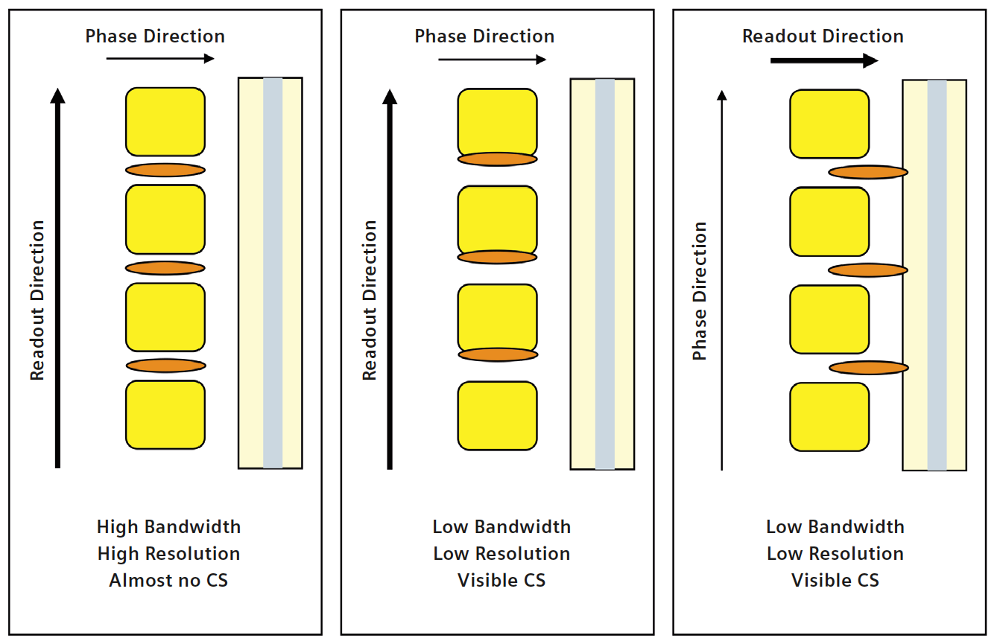 Phase Direction
Readout Direction
High Bandwidth
High Resolution
Almost no CS
Phase Direction
Readout Direction
Low Bandwidth
Low Resolution
Visible CS
Readout Direction
Phase Direction
Low Bandwidth
Low Resolution
Visible CS